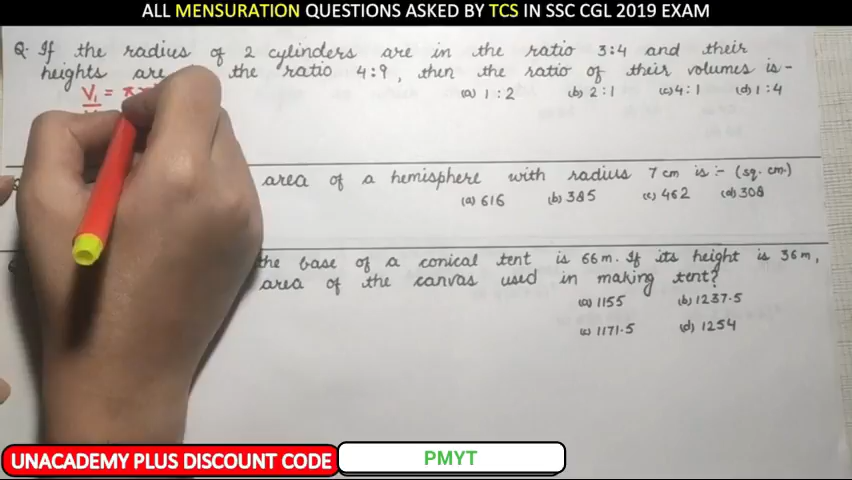 ALL MENSURATION QUESTIONS ASKED BY TCS IN SSC CGL 2019 EXAM
Q. If the radius of 2 cylinders are in the ratio 3:4 and their
heights are the ratio 4:9, then the ratio of their volumes is-
V₁ = π
(a) 1:2 (b) 2:1 (c) 4:1 (d) 1:4
area of a hemisphere with radius 7 cm is :- (sq. cm.)
(a) 616 (b) 385 (c) 462 (d) 308
the base of a conical tent is 66m. If its height is 36m,
area of the canvas used in making tent?
(a) 1155 (b) 1237.5
(c) 1171.5 (d) 1254
UNACADEMY PLUS DISCOUNT CODE PMYT